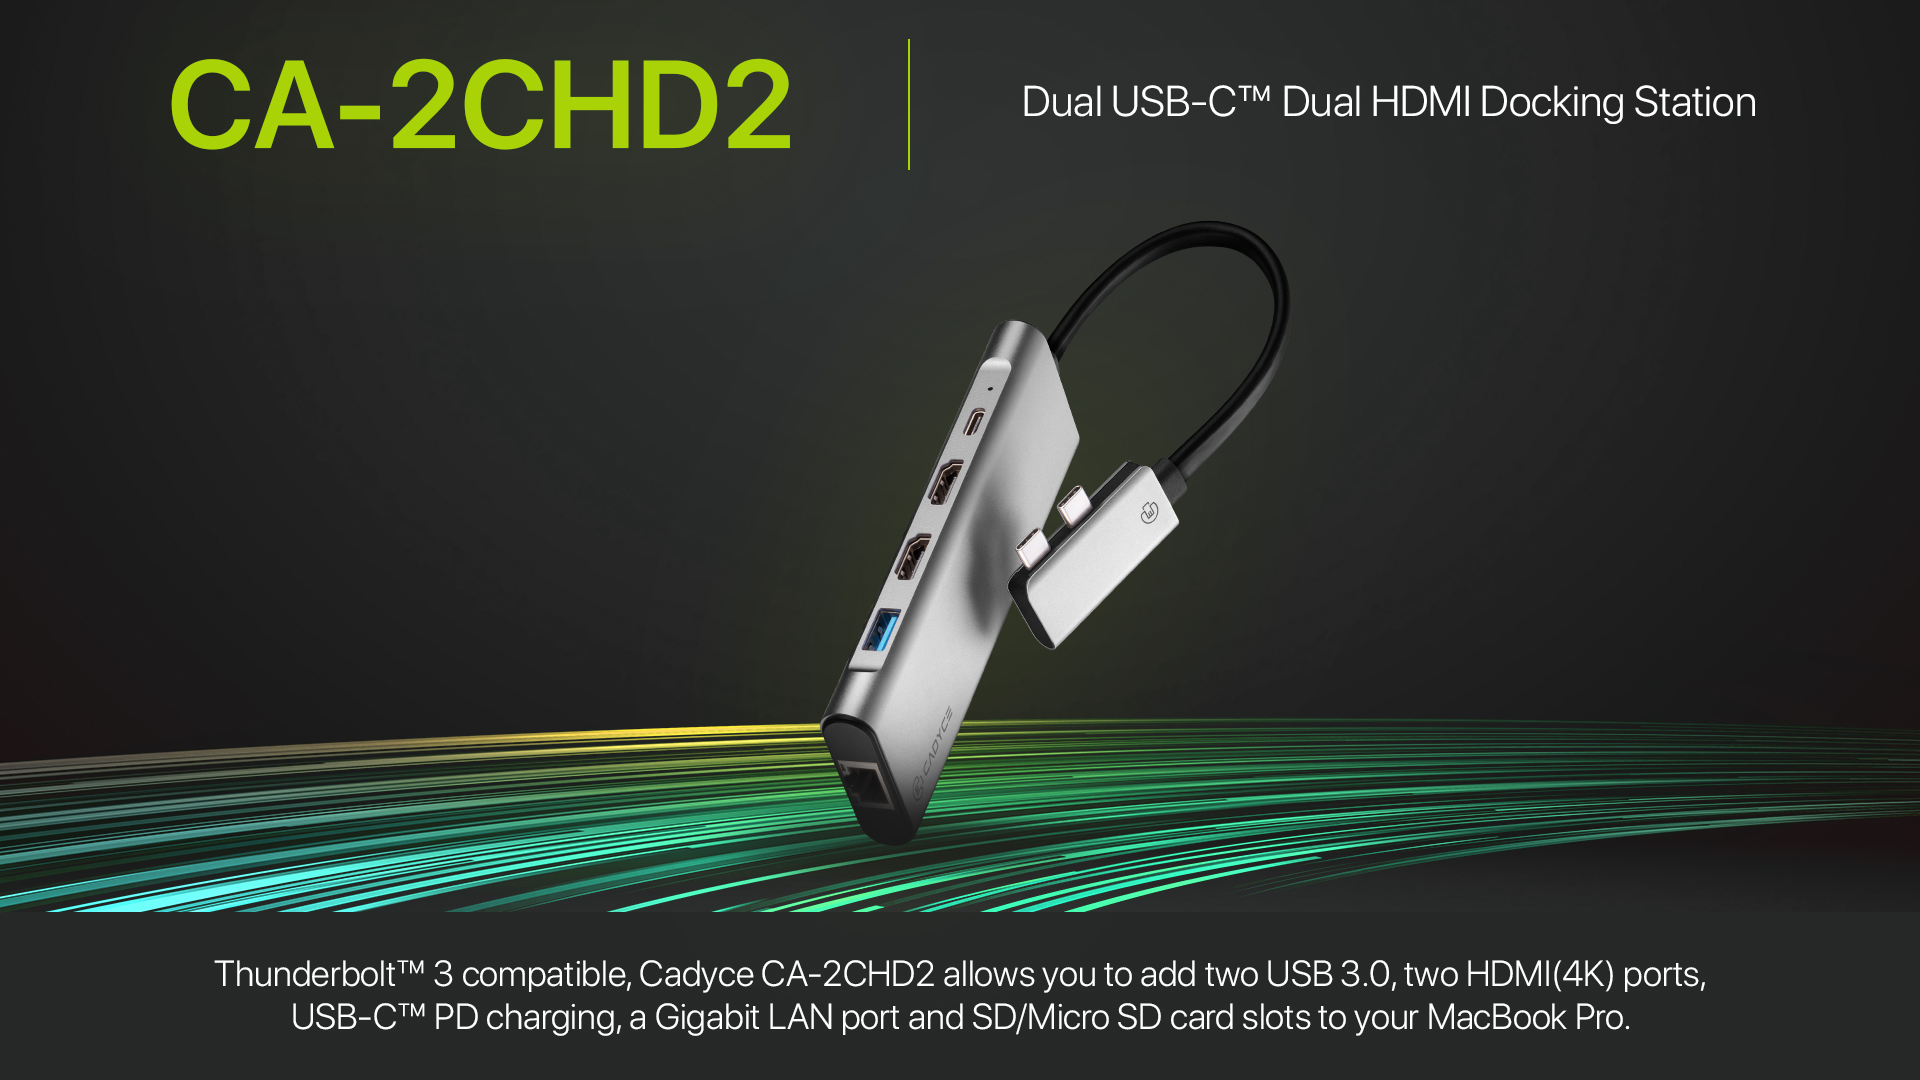 CA-2CHD2
Dual USB-C™ Dual HDMI Docking Station
CADYCE
Thunderbolt™ 3 compatible, Cadyce CA-2CHD2 allows you to add two USB 3.0, two HDMI(4K) ports,
USB-C™ PD charging, a Gigabit LAN port and SD/Micro SD card slots to your MacBook Pro.